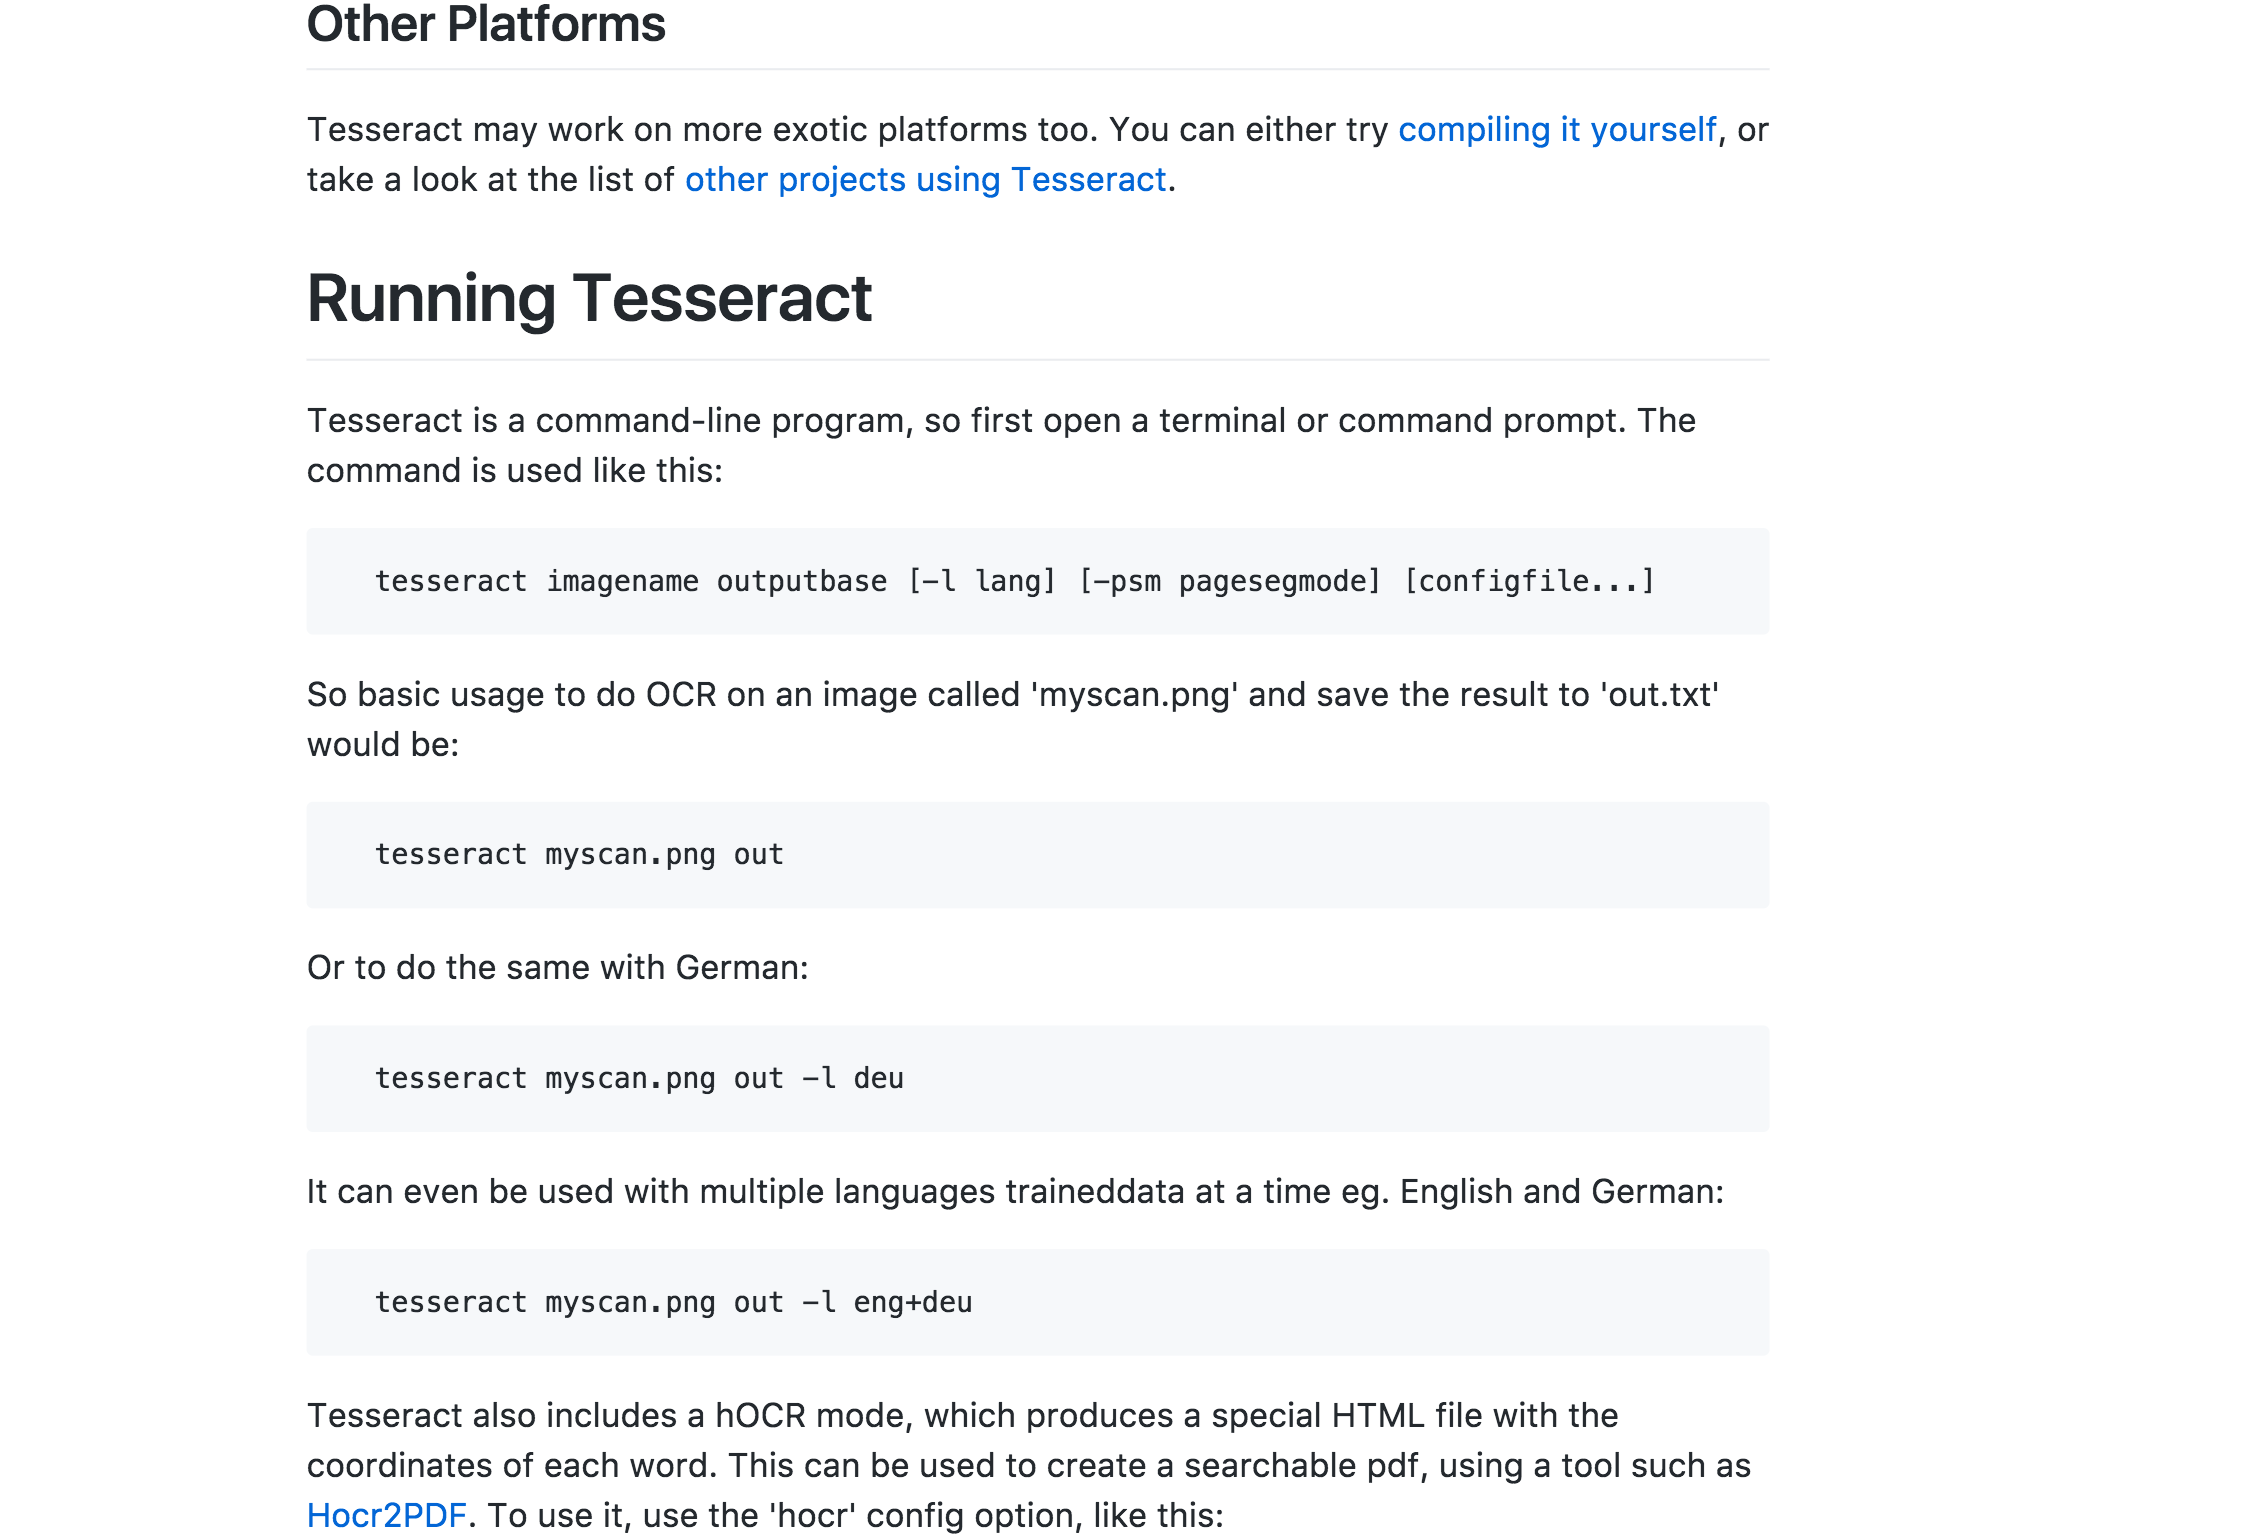 Other Platforms
Tesseract may work on more exotic platforms too. You can either try compiling it yourself, or
take a look at the list of other projects using Tesseract.
Running Tesseract
Tesseract is a command-line program, so first open a terminal or command prompt. The
command is used like this:
tesseract imagename outputbase [-l lang] [-psm pagesegmode] [configfile...]
So basic usage to do OCR on an image called 'myscan.png' and save the result to 'out.txt'
would be:
tesseract myscan.png out
Or to do the same with German:
tesseract myscan.png out -l deu
It can even be used with multiple languages traineddata at a time eg. English and German:
tesseract myscan.png out -l eng+deu
Tesseract also includes a hOCR mode, which produces a special HTML file with the
coordinates of each word. This can be used to create a searchable pdf, using a tool such as
Hocr2PDF. To use it, use the 'hocr' config option, like this: